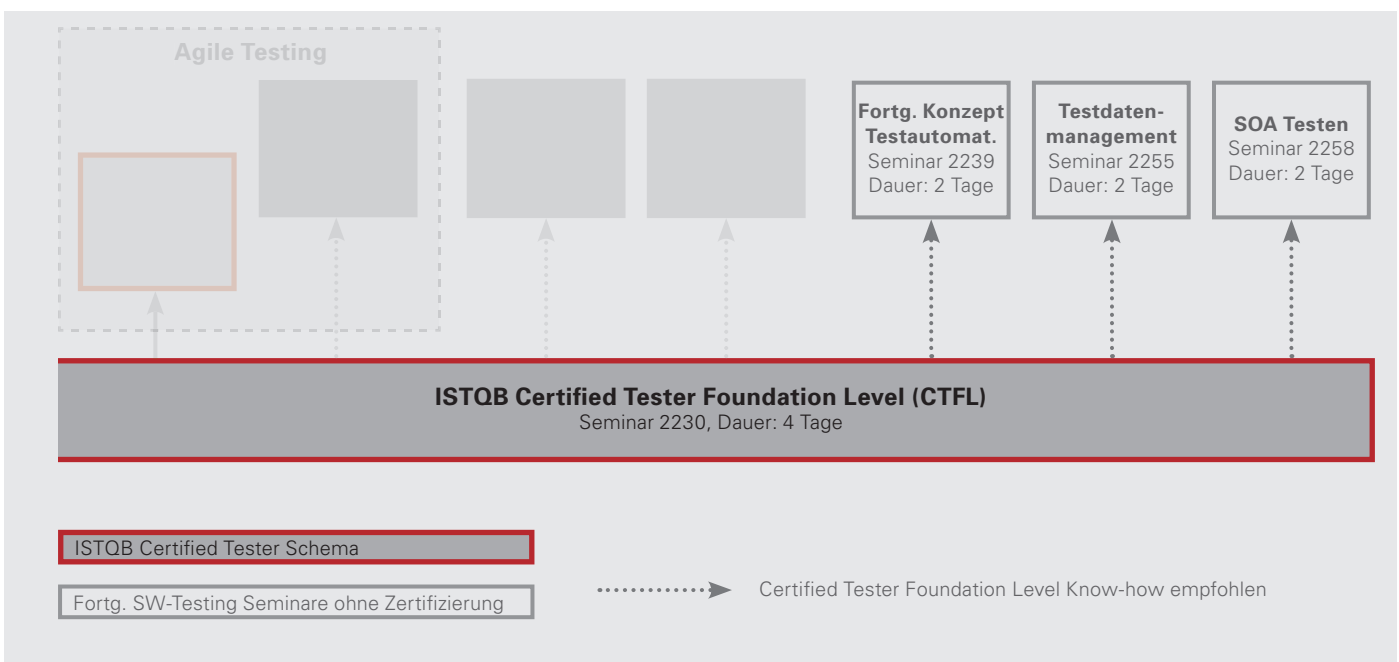 Agile Testing
Fortg. Konzept
Testautomat.
Seminar 2239
Dauer: 2 Tage
Testdaten-
management
Seminar 2255
Dauer: 2 Tage
SOA Testen
Seminar 2258
Dauer: 2 Tage
ISTQB Certified Tester Foundation Level (CTFL)
Seminar 2230, Dauer: 4 Tage
ISTQB Certified Tester Schema
Fortg. SW-Testing Seminare ohne Zertifizierung
Certified Tester Foundation Level Know-how empfohlen